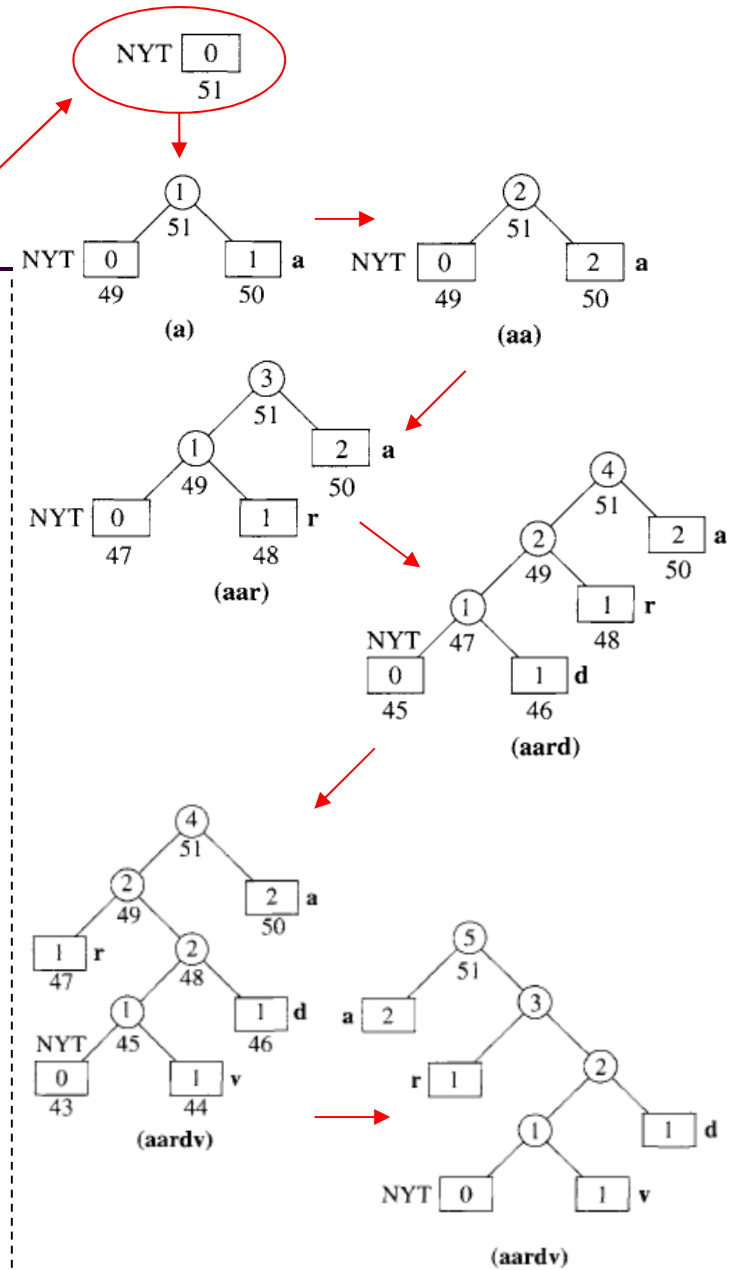 NYT 0
51
1
51
NYT 0 1 a
49 50
(a)
2
51
NYT 0 2 a
49 50
(aa)
3
51
1 2 a
49 50
NYT 0 1 r
47 48
(aar)
4
51
2 2 a
49 50
1 1 r
47 48
NYT
0 1 d
45 46
(aard)
4
51
2 2 a
49 50
1 r 2
47 48
1 1 d
45 46
NYT
0 1 v
43 44
(aardv)
5
51
a 2 3
r 1 2
1 1 d
NYT 0 1 v
(aardv)